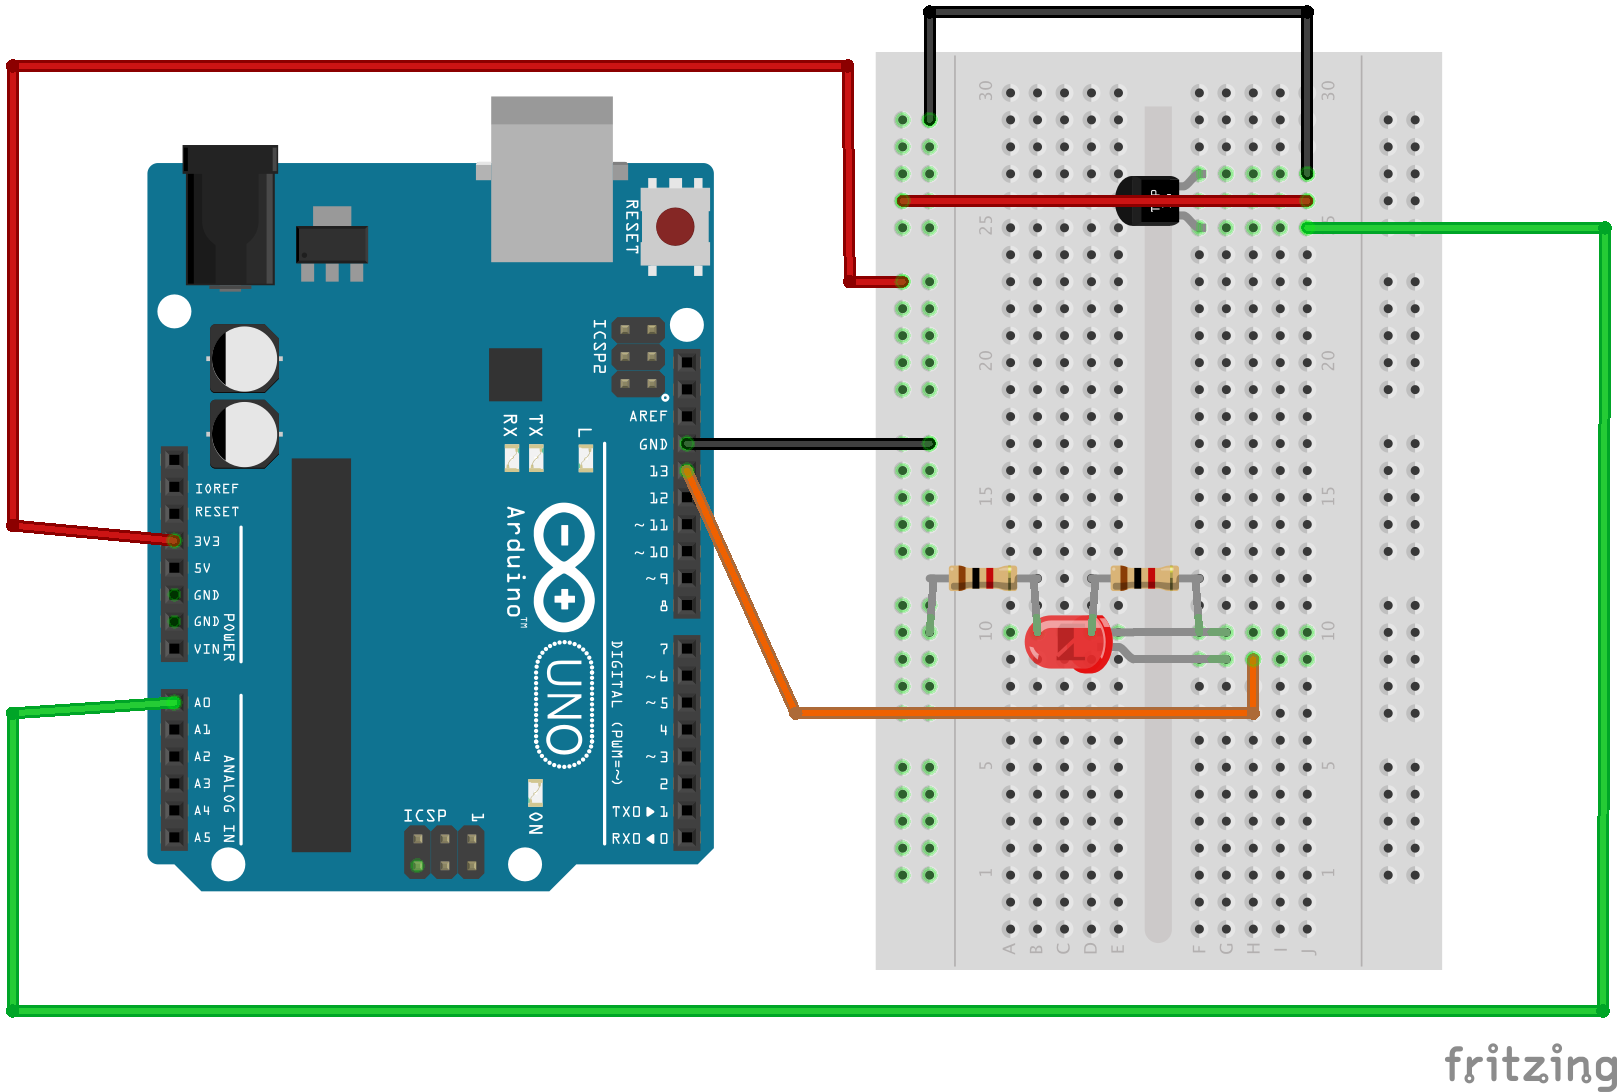 RESET
ICSP2
AREF
GND
13
12
~11
~10
~9
8
7
~6
~5
4
~3
2
TX0▶1
RX0◀0
RX
TX
L
IOREF
RESET
3V3
5V
GND
GND
VIN
POWER
A0
A1
A2
A3
A4
A5
ANALOG IN
Arduino™
UNO
DIGITAL (PWM=~)
ICSP
1
ON
30
25
20
15
10
5
1
A B C D E
F G H I J
30
20
15
10
5
1
fritzing